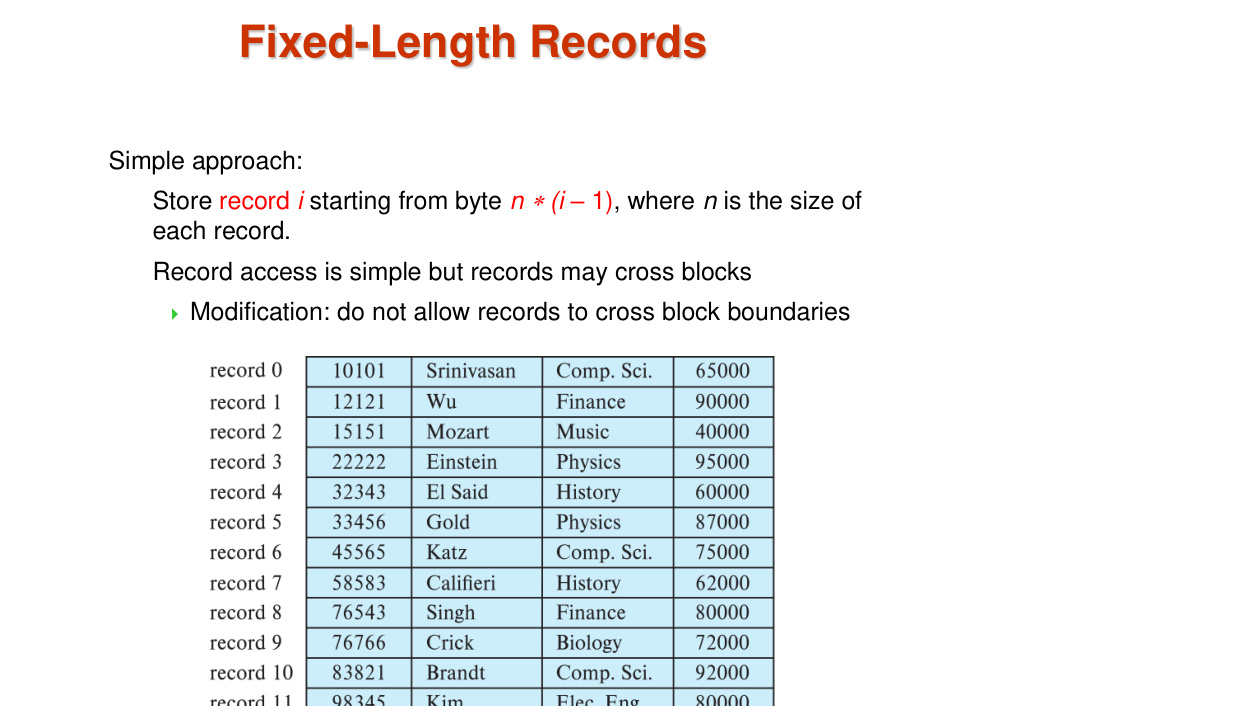 Fixed-Length Records
Simple approach:
Store record i starting from byte n ∗ (i – 1), where n is the size of
each record.
Record access is simple but records may cross blocks
Modification: do not allow records to cross block boundaries
record 0 10101 Srinivasan Comp. Sci. 65000
record 1 12121 Wu Finance 90000
record 2 15151 Mozart Music 40000
record 3 22222 Einstein Physics 95000
record 4 32343 El Said History 60000
record 5 33456 Gold Physics 87000
record 6 45565 Katz Comp. Sci. 75000
record 7 58583 Califieri History 62000
record 8 76543 Singh Finance 80000
record 9 76766 Crick Biology 72000
record 10 83821 Brandt Comp. Sci. 92000
record 11 98345 Kim Elec. Eng. 80000